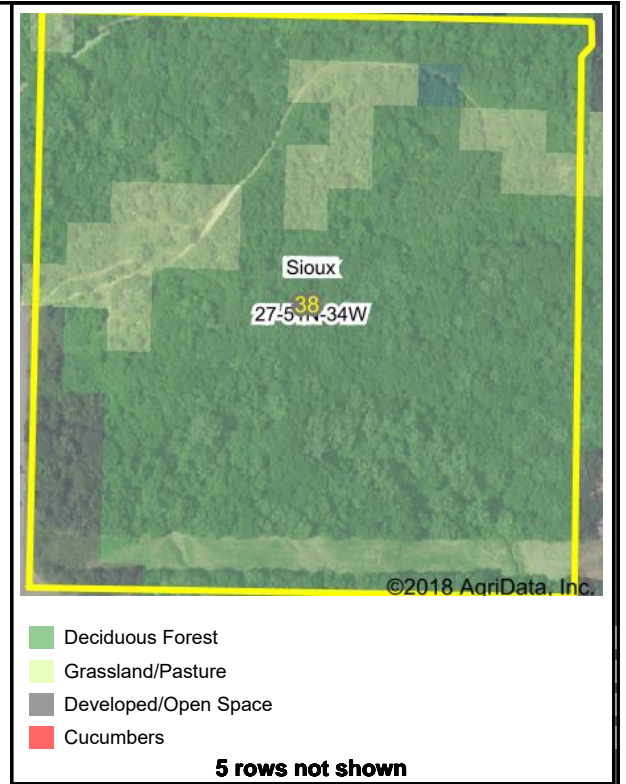 Sioux
38
27-51N-34W
©2018 AgriData, Inc.
Deciduous Forest
Grassland/Pasture
Developed/Open Space
Cucumbers
5 rows not shown